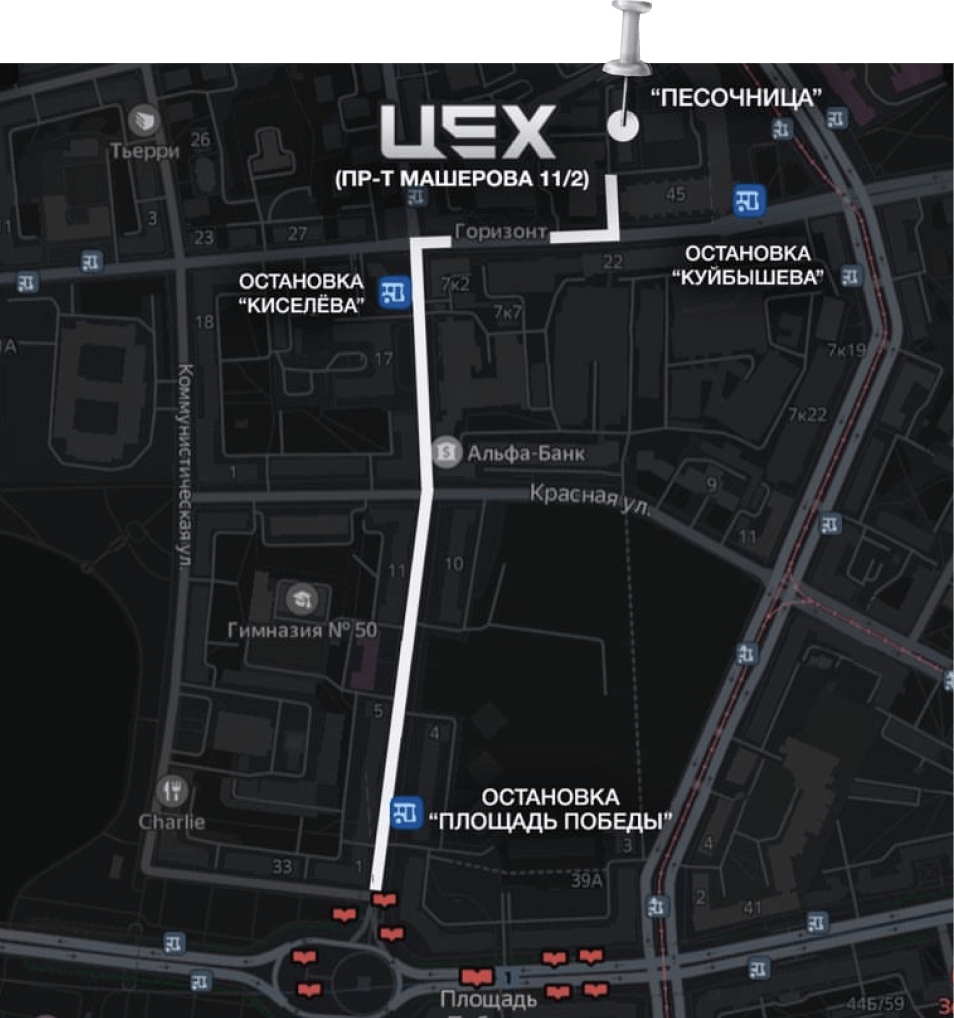 “ПЕСОЧНИЦА”
ЦЕХ
(ПР-Т МАШЕРОВА 11/2)
Тьерри
26
3
23
27
45
Горизонт
22
ОСТАНОВКА
“КУЙБЫШЕВА”
ОСТАНОВКА
“КИСЕЛЁВА”
7к2
7к7
1А
18
17
7к19
7к22
Коммунистическая ул.
Альфа-Банк
1
9
Красная ул.
11
11
10
Гимназия № 50
5
4
Charlie
ОСТАНОВКА
“ПЛОЩАДЬ ПОБЕДЫ”
3
4
33
1
39А
2
41
1
Площадь
44Б/59